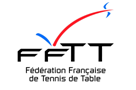 FFTT
Fédération Française
de Tennis de Table